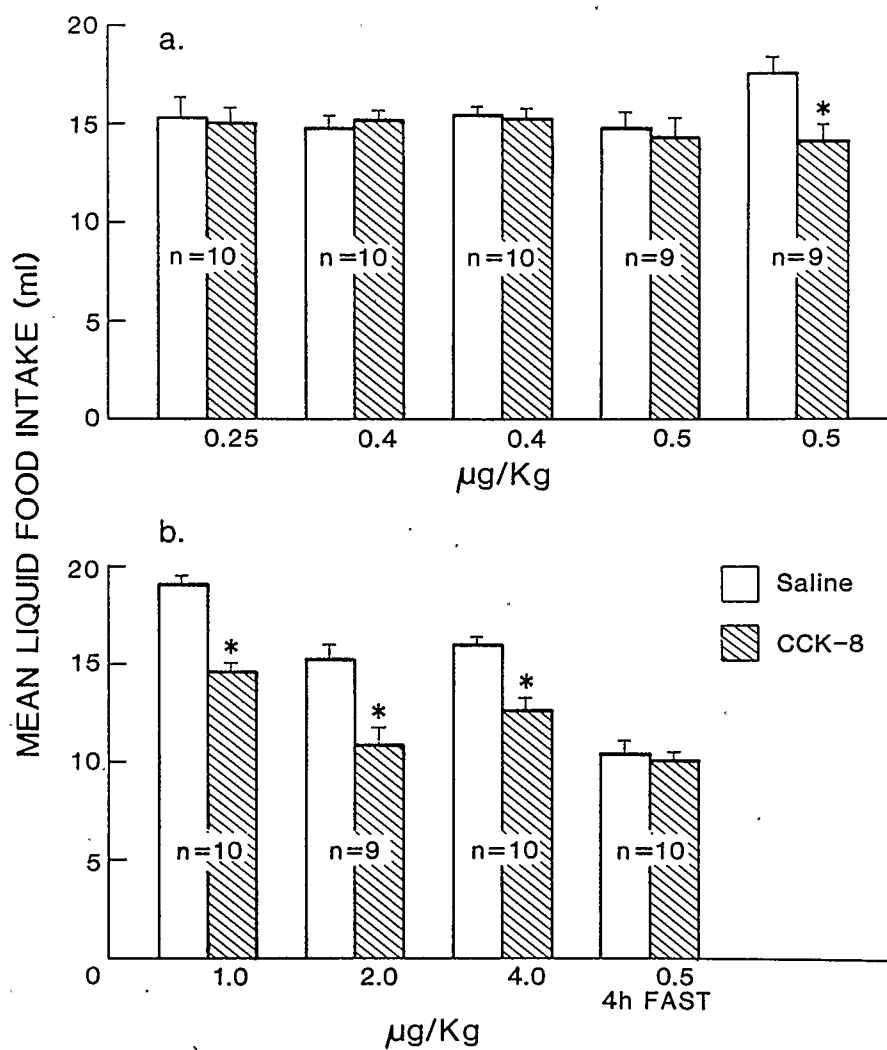 MEAN LIQUID FOOD INTAKE (ml)
a.
20
15
10
5
0
*
n=10 n=10 n=10 n=9 n=9
0.25 0.4 0.4 0.5 0.5
µg/Kg
b.
20
15
10
5
0
Saline
CCK-8
* * *
n=10 n=9 n=10 n=10
1.0 2.0 4.0 0.5
4h FAST
µg/Kg